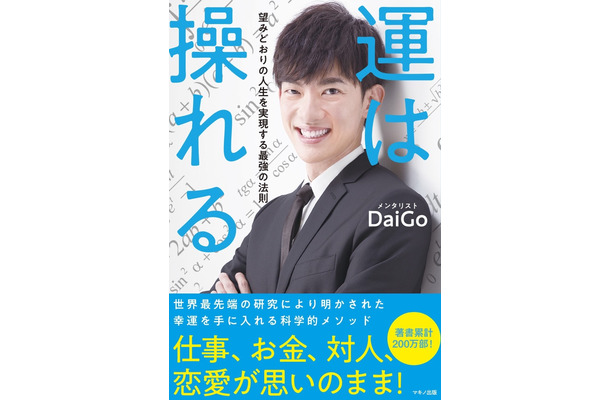 運は
操れる
望みどおりの人生を実現する最強の法則
メンタリスト
DaiGo
世界最先端の研究により明かされた
幸運を手に入れる科学的メソッド
著書累計
200万部!
仕事、お金、対人、
恋愛が思いのまま!
マキノ出版